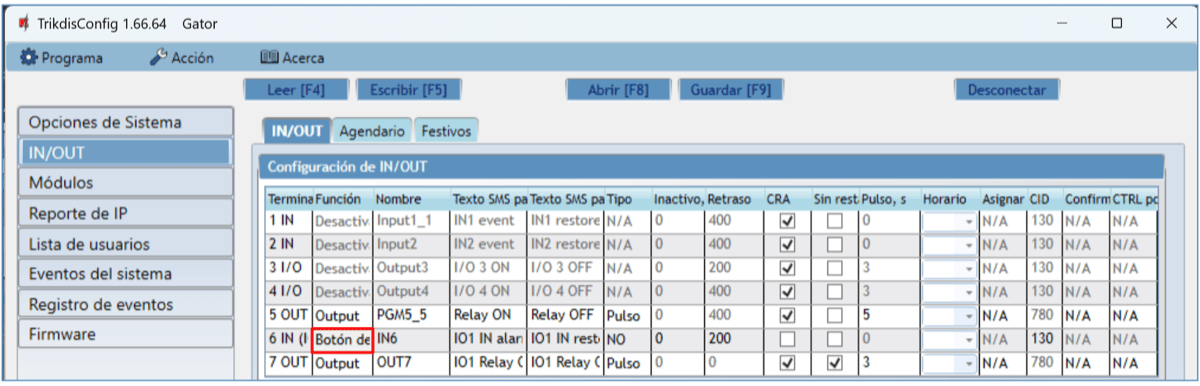 TrikdisConfig 1.66.64 Gator
Programa Acción Acerca
Leer [F4] Escribir [F5] Abrir [F8] Guardar [F9] Desconectar
Opciones de Sistema
IN/OUT
Módulos
Reporte de IP
Lista de usuarios
Eventos del sistema
Registro de eventos
Firmware
IN/OUT Agendario Festivos
Configuración de IN/OUT
Termina Función Nombre Texto SMS pa Texto SMS pa Tipo Inactivo, Retraso CRA Sin rest Pulso, s Horario Asignar CID Confirm CTRL po
1 IN Desactiv Input1_1 IN1 event IN1 restore N/A 0 400 0 N/A 130 N/A N/A
2 IN Desactiv Input2 IN2 event IN2 restore N/A 0 400 0 N/A 130 N/A N/A
3 I/O Desactiv Output3 I/O 3 ON I/O 3 OFF N/A 0 200 3 N/A 130 N/A N/A
4 I/O Desactiv Output4 I/O 4 ON I/O 4 OFF N/A 0 400 3 N/A 130 N/A N/A
5 OUT Output PGM5_5 Relay ON Relay OFF Pulso 0 400 5 N/A 780 N/A N/A
6 IN (I Botón de IN6 IO1 IN alan IO1 IN rest NO 0 200 0 N/A 130 N/A N/A
7 OUT Output OUT7 IO1 Relay ( IO1 Relay ( Pulso 0 0 3 N/A 780 N/A N/A